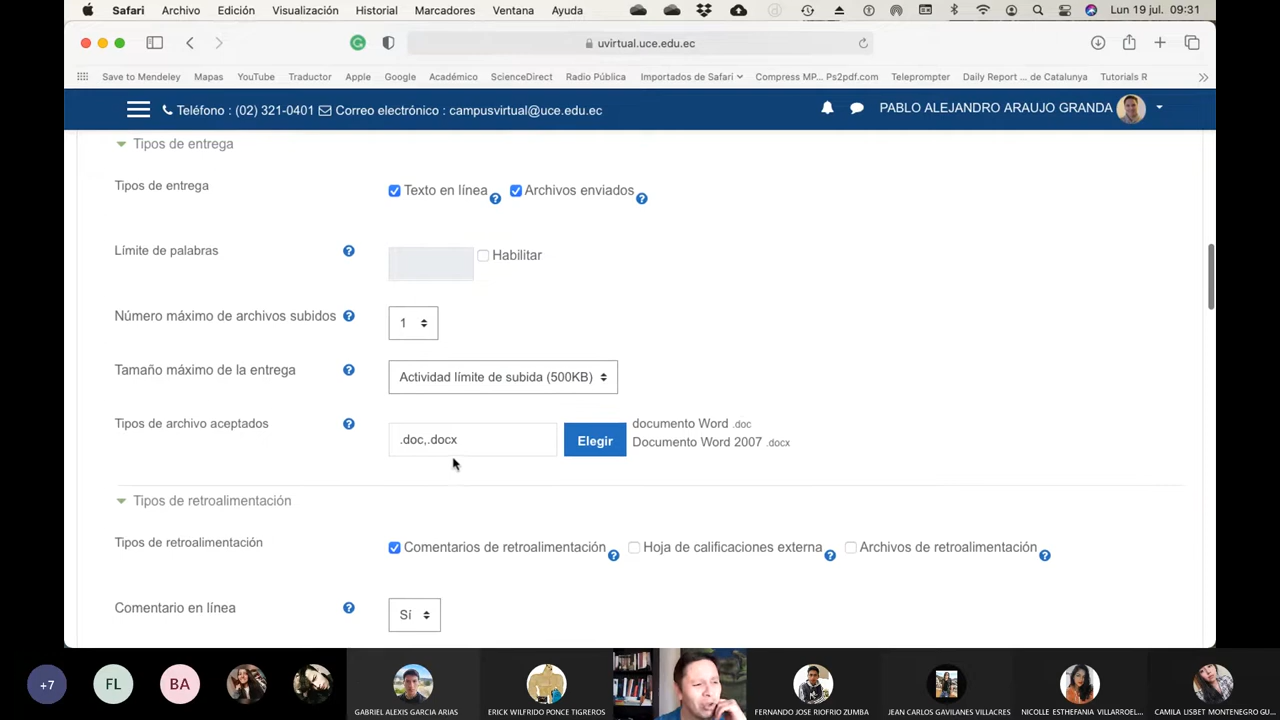 Safari Archivo Edición Visualización Historial Marcadores Ventana Ayuda Lun 19 jul. 09:31
uvirtual.uce.edu.ec
Save to Mendeley Mapas YouTube Traductor Apple Google Académico ScienceDirect Radio Pública Importados de Safari Compress MP... Ps2pdf.com Teleprompter Daily Report ... de Catalunya Tutorials R
Teléfono : (02) 321-0401 Correo electrónico : campusvirtual@uce.edu.ec PABLO ALEJANDRO ARAUJO GRANDA
Tipos de entrega
Tipos de entrega Texto en línea Archivos enviados
Límite de palabras Habilitar
Número máximo de archivos subidos 1
Tamaño máximo de la entrega Actividad límite de subida (500KB)
Tipos de archivo aceptados .doc,.docx Elegir documento Word .doc
Documento Word 2007 .docx
Tipos de retroalimentación
Tipos de retroalimentación Comentarios de retroalimentación Hoja de calificaciones externa Archivos de retroalimentación
Comentario en línea Sí
+7 FL BA
GABRIEL ALEXIS GARCIA ARIAS ERICK WILFRIDO PONCE TIGREROS FERNANDO JOSE RIOFRIO ZUMBA JEAN CARLOS GAVILANES VILLACRES NICOLLE ESTHEFANIA VILLARROEL... CAMILA LISBET MONTENEGRO GU...